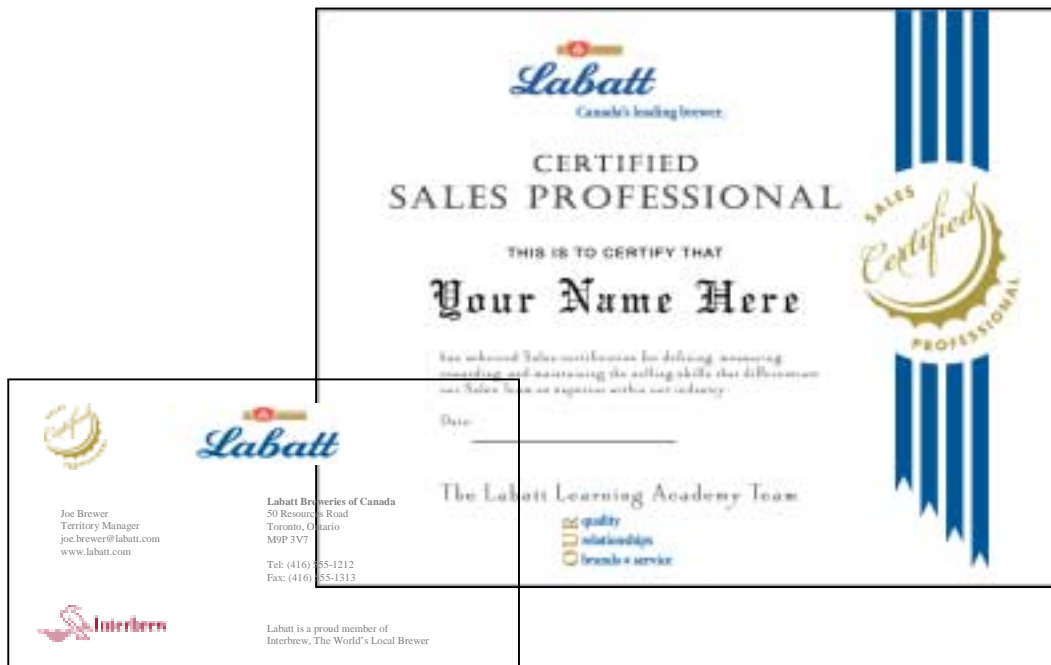 Labatt
Canada's leading brewer.
CERTIFIED
SALES PROFESSIONAL
THIS IS TO CERTIFY THAT
Your Name Here
has achieved Sales certification for defining, measuring,
rewarding, and maintaining the selling skills that differentiate
our Sales Team as superior within our industry
Date:
The Labatt Learning Academy Team
OUR
quality
relationships
brands + service
SALES
Certified
PROFESSIONAL
SALES
Certified
PROFESSIONAL
Labatt
Joe Brewer
Territory Manager
joe.brewer@labatt.com
www.labatt.com
Labatt Breweries of Canada
50 Resources Road
Toronto, Ontario
M9P 3V7
Tel: (416) 555-1212
Fax: (416) 555-1313
Interbrew
Labatt is a proud member of
Interbrew, The World's Local Brewer